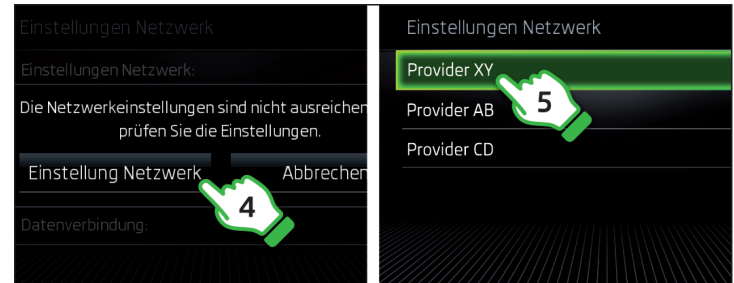 Einstellungen Netzwerk
Einstellungen Netzwerk:
Die Netzwerkeinstellungen sind nicht ausreichen
prüfen Sie die Einstellungen.
Einstellung Netzwerk
Abbrechen
4
Datenverbindung:
Einstellungen Netzwerk
Provider XY
5
Provider AB
Provider CD